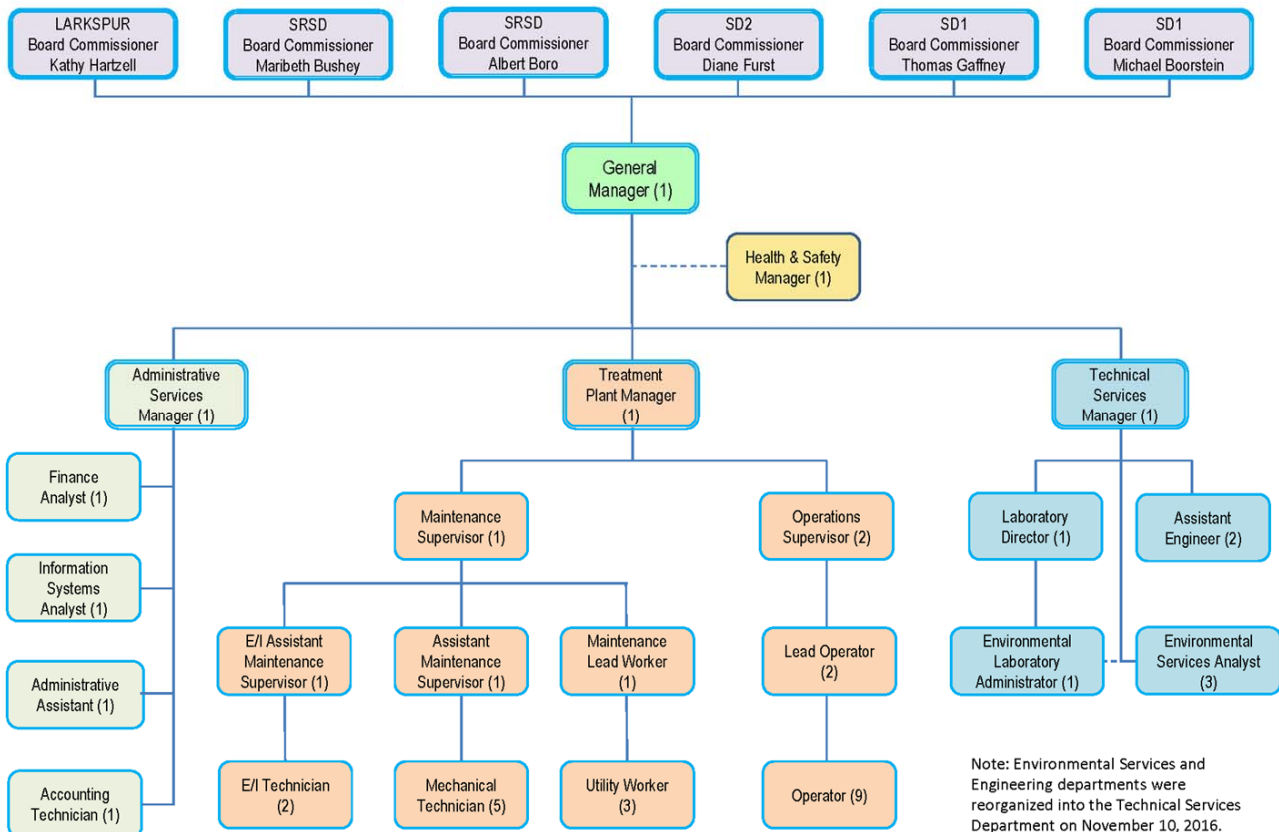 LARKSPUR
Board Commissioner
Kathy Hartzell
SRSD
Board Commissioner
Maribeth Bushey
SRSD
Board Commissioner
Albert Boro
SD2
Board Commissioner
Diane Furst
SD1
Board Commissioner
Thomas Gaffney
SD1
Board Commissioner
Michael Boorstein
General
Manager (1)
Health & Safety
Manager (1)
Administrative
Services
Manager (1)
Treatment
Plant Manager
(1)
Technical
Services
Manager (1)
Finance
Analyst (1)
Information
Systems
Analyst (1)
Administrative
Assistant (1)
Accounting
Technician (1)
Maintenance
Supervisor (1)
Operations
Supervisor (2)
Laboratory
Director (1)
Assistant
Engineer (2)
E/I Assistant
Maintenance
Supervisor (1)
Assistant
Maintenance
Supervisor (1)
Maintenance
Lead Worker
(1)
Lead Operator
(2)
Environmental
Laboratory
Administrator (1)
Environmental
Services Analyst
(3)
E/I Technician
(2)
Mechanical
Technician (5)
Utility Worker
(3)
Operator (9)
Note: Environmental Services and
Engineering departments were
reorganized into the Technical Services
Department on November 10, 2016.